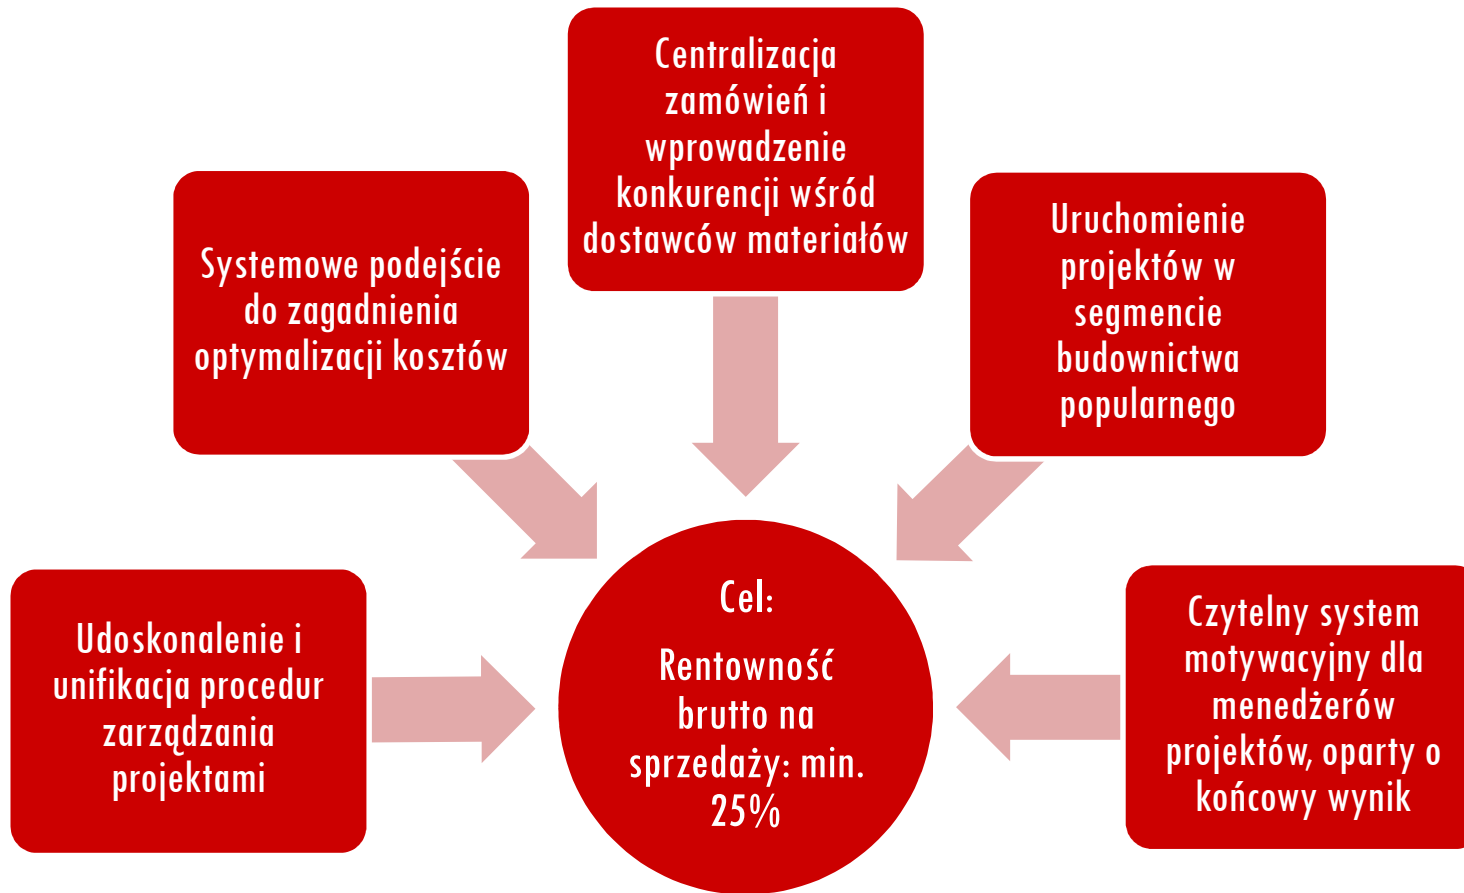 Centralizacja
zamówień i
wprowadzenie
konkurencji wśród
dostawców materiałów
Systemowe podejście
do zagadnienia
optymalizacji kosztów
Uruchomienie
projektów w
segmencie
budownictwa
popularnego
Udoskonalenie i
unifikacja procedur
zarządzania
projektami
Cel:
Rentowność
brutto na
sprzedaży: min.
25%
Czytelny system
motywacyjny dla
menedżerów
projektów, oparty o
końcowy wynik